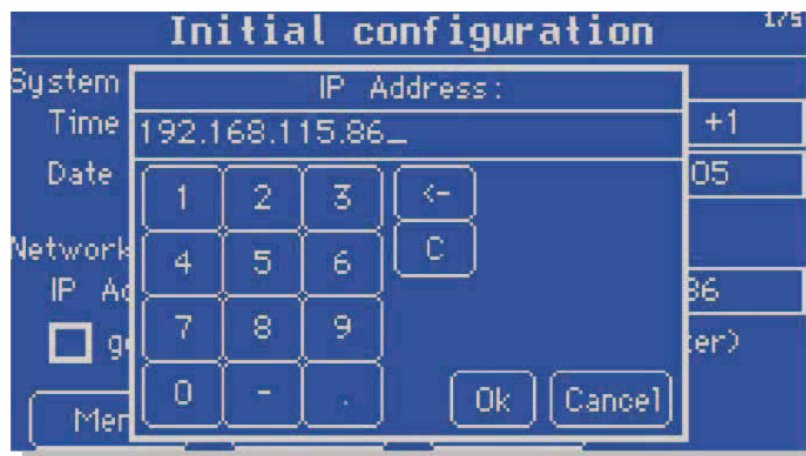 Initial configuration 1/5
System
IP Address:
Time 192.168.115.86_ +1
Date 05
1 2 3 <-
Network
4 5 6 C
IP Ad 86
7 8 9
ge ter)
0 - .
Ok Cancel
Men